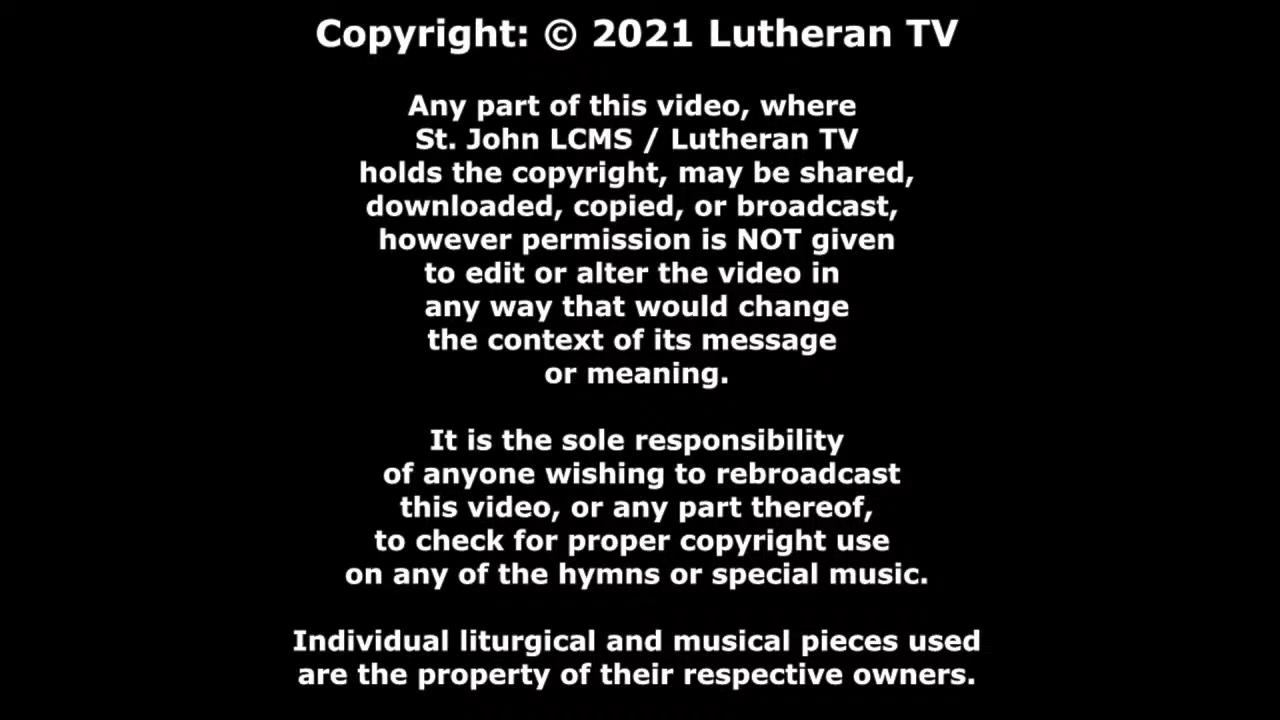 Copyright: © 2021 Lutheran TV
Any part of this video, where
St. John LCMS / Lutheran TV
holds the copyright, may be shared,
downloaded, copied, or broadcast,
however permission is NOT given
to edit or alter the video in
any way that would change
the context of its message
or meaning.
It is the sole responsibility
of anyone wishing to rebroadcast
this video, or any part thereof,
to check for proper copyright use
on any of the hymns or special music.
Individual liturgical and musical pieces used
are the property of their respective owners.